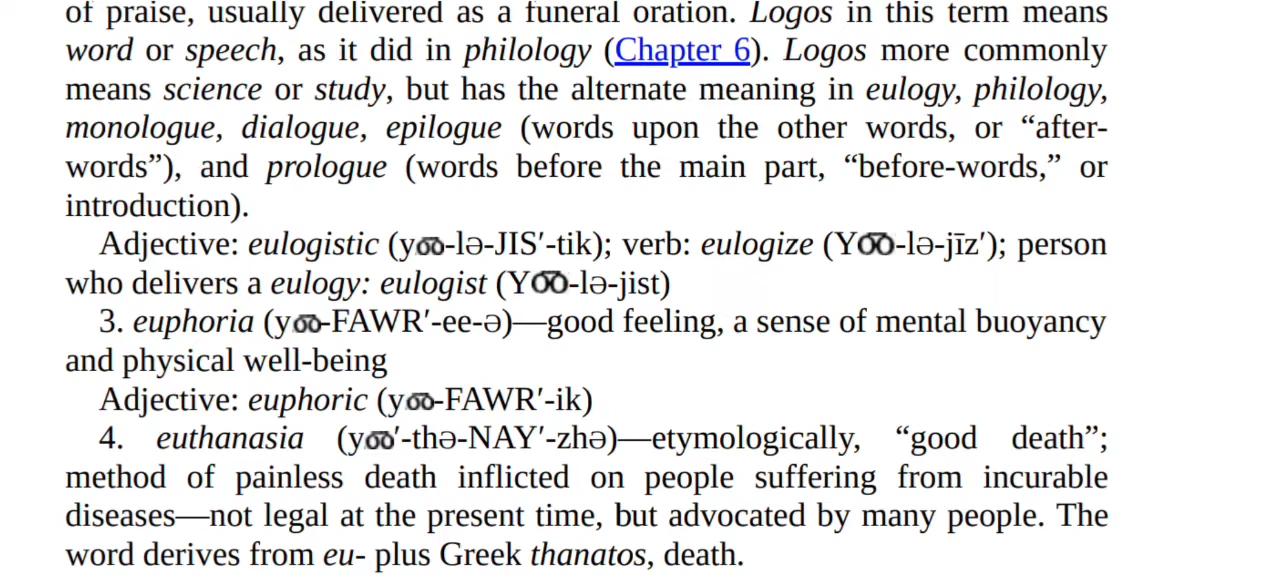 of praise, usually delivered as a funeral oration. Logos in this term means
word or speech, as it did in philology (Chapter 6). Logos more commonly
means science or study, but has the alternate meaning in eulogy, philology,
monologue, dialogue, epilogue (words upon the other words, or “after-
words”), and prologue (words before the main part, “before-words,” or
introduction).
Adjective: eulogistic (yo͞o-lə-JIS′-tik); verb: eulogize (YO͞O-lə-jīz′); person
who delivers a eulogy: eulogist (YO͞O-lə-jist)
3. euphoria (yo͞o-FAWR′-ee-ə)—good feeling, a sense of mental buoyancy
and physical well-being
Adjective: euphoric (yo͞o-FAWR′-ik)
4. euthanasia (yo͞o′-thə-NAY′-zhə)—etymologically, “good death”;
method of painless death inflicted on people suffering from incurable
diseases—not legal at the present time, but advocated by many people. The
word derives from eu- plus Greek thanatos, death.